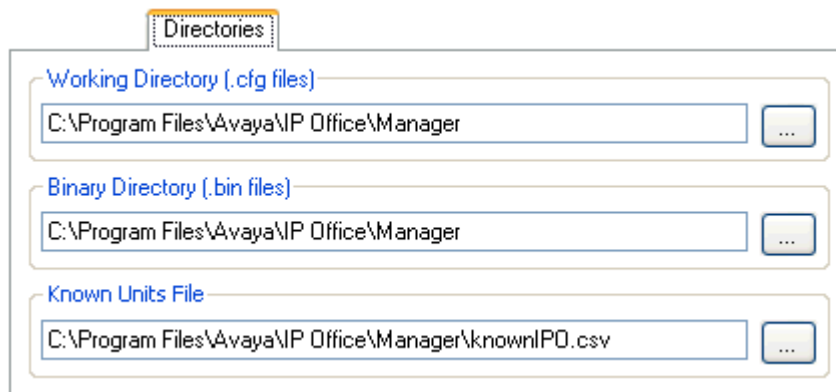 Directories
Working Directory (.cfg files)
C:\Program Files\Avaya\IP Office\Manager
...
Binary Directory (.bin files)
C:\Program Files\Avaya\IP Office\Manager
...
Known Units File
C:\Program Files\Avaya\IP Office\Manager\knownIPO.csv
...